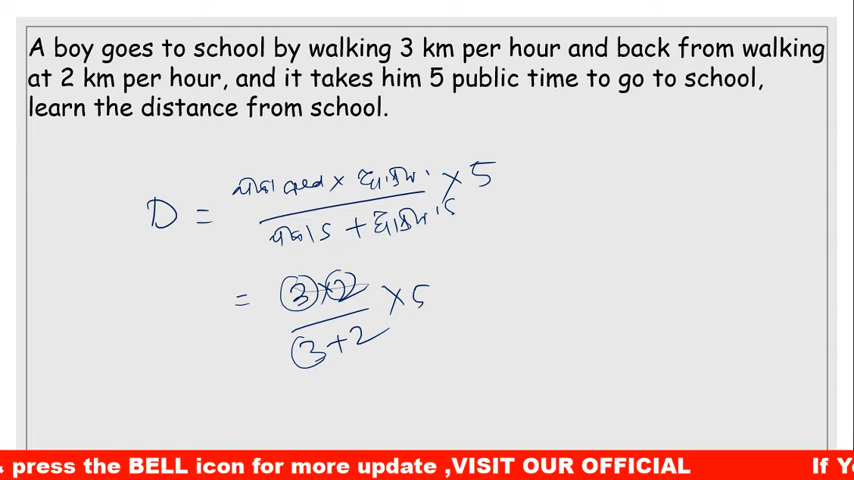 A boy goes to school by walking 3 km per hour and back from walking
at 2 km per hour, and it takes him 5 public time to go to school,
learn the distance from school.
D = × × 5
+
= 3×2 × 5
3+2
& press the BELL icon for more update ,VISIT OUR OFFICIAL If Y